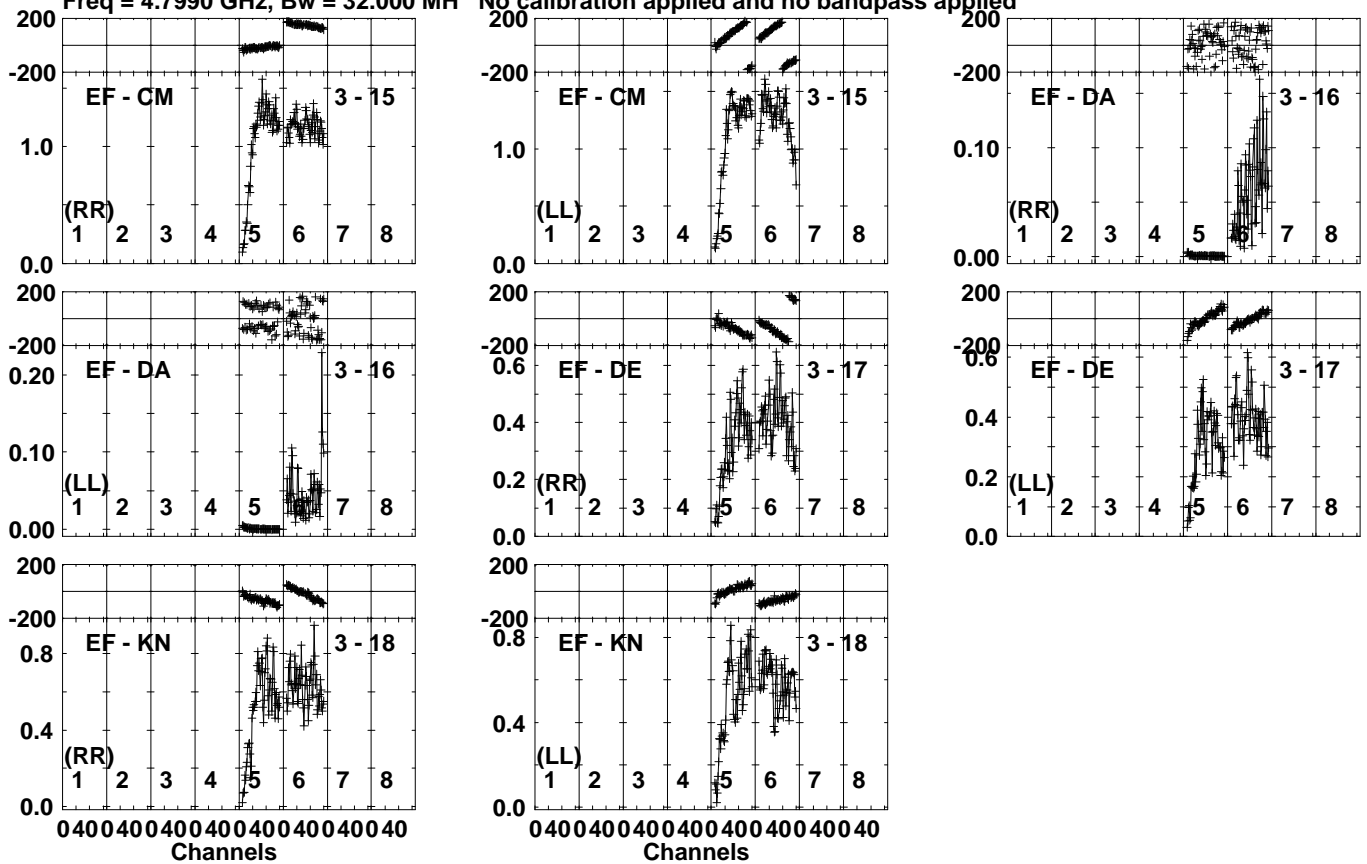 Freq = 4.7990 GHz, Bw = 32.000 MH No calibration applied and no bandpass applied
200
-200
EF - CM 3 - 15
1.0
(RR)
1 2 3 4 5 6 7 8
0.0
200
-200
EF - CM 3 - 15
1.0
(LL)
1 2 3 4 5 6 7 8
0.0
200
-200
EF - DA 3 - 16
0.10
(RR)
1 2 3 4 5 6 7 8
0.00
200
-200
0.20
EF - DA 3 - 16
0.10
(LL)
1 2 3 4 5 6 7 8
0.00
200
-200
0.6
EF - DE 3 - 17
0.4
0.2
(RR)
1 2 3 4 5 6 7 8
0.0
200
-200
0.6
EF - DE 3 - 17
0.4
0.2
(LL)
1 2 3 4 5 6 7 8
0.0
200
-200
EF - KN 3 - 18
0.8
0.4
(RR)
1 2 3 4 5 6 7 8
0.0
0 40 0 40 0 40 0 40 0 40 0 40 0 40 0 40
Channels
200
-200
EF - KN 3 - 18
0.8
0.4
(LL)
1 2 3 4 5 6 7 8
0.0
0 40 0 40 0 40 0 40 0 40 0 40 0 40 0 40
Channels